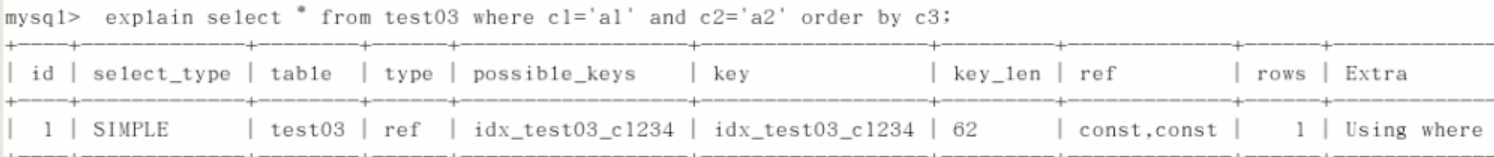 mysql>  explain select * from test03 where c1='a1' and c2='a2' order by c3;
+----+-------------+--------+------+------------------+------------------+---------+-------------+------+-------------
| id | select_type | table  | type | possible_keys    | key              | key_len | ref         | rows | Extra
+----+-------------+--------+------+------------------+------------------+---------+-------------+------+-------------
|  1 | SIMPLE      | test03 | ref  | idx_test03_c1234 | idx_test03_c1234 | 62      | const,const |    1 | Using where
+----+-------------+--------+------+------------------+------------------+---------+-------------+------+-------------